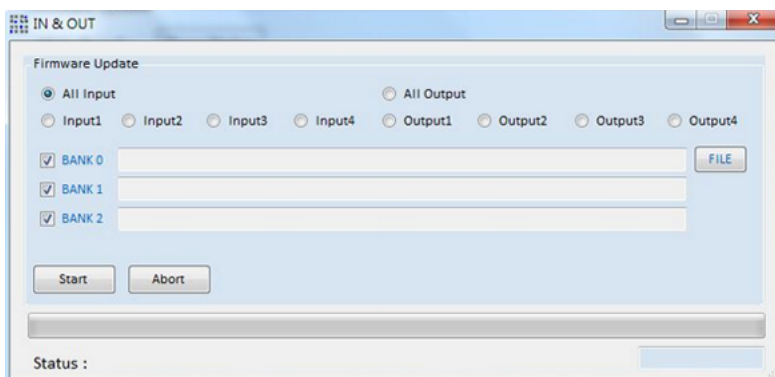 IN & OUT
Firmware Update
All Input All Output
Input1 Input2 Input3 Input4 Output1 Output2 Output3 Output4
BANK 0 FILE
BANK 1
BANK 2
Start Abort
Status :